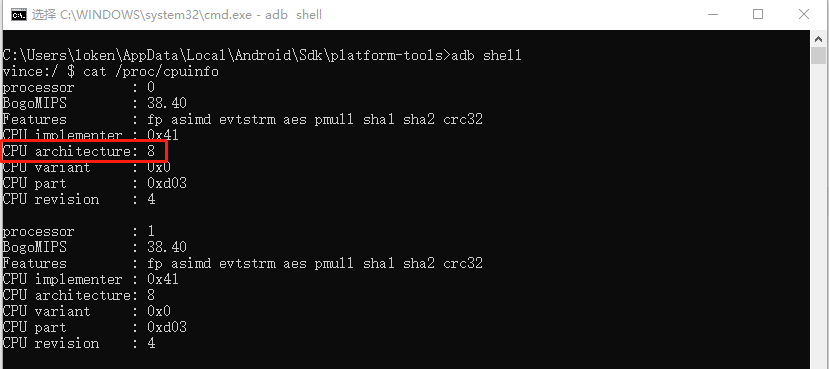 选择 C:\WINDOWS\system32\cmd.exe - adb  shell
C:\Users\loken\AppData\Local\Android\Sdk\platform-tools>adb shell
vince:/ $ cat /proc/cpuinfo
processor       : 0
BogoMIPS        : 38.40
Features        : fp asimd evtstrm aes pmull sha1 sha2 crc32
CPU implementer : 0x41
CPU architecture: 8
CPU variant     : 0x0
CPU part        : 0xd03
CPU revision    : 4
processor       : 1
BogoMIPS        : 38.40
Features        : fp asimd evtstrm aes pmull sha1 sha2 crc32
CPU implementer : 0x41
CPU architecture: 8
CPU variant     : 0x0
CPU part        : 0xd03
CPU revision    : 4